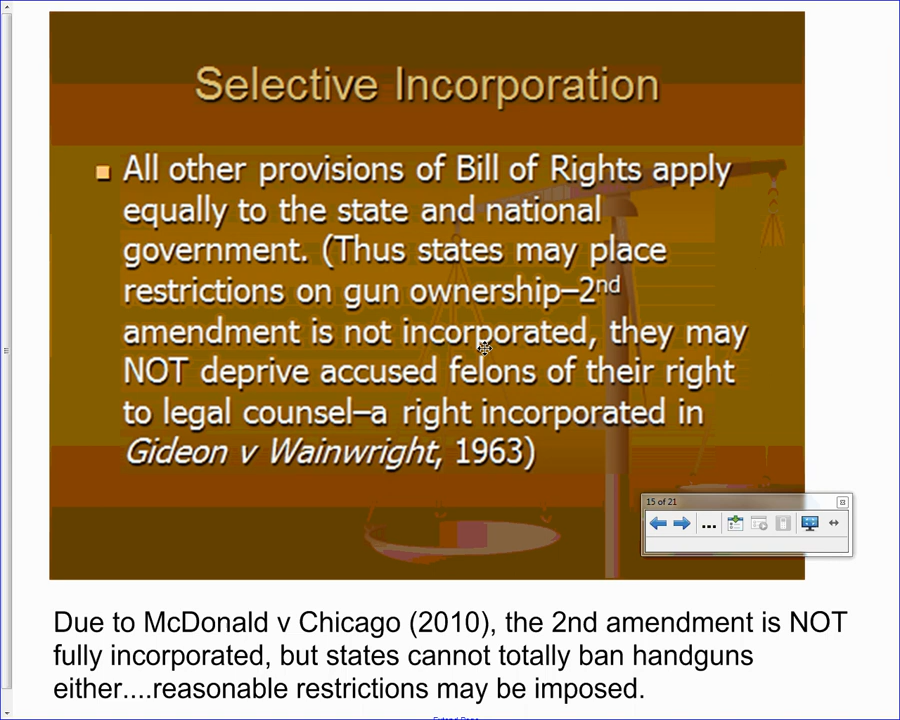 Selective Incorporation
All other provisions of Bill of Rights apply
equally to the state and national
government. (Thus states may place
restrictions on gun ownership–2nd
amendment is not incorporated, they may
NOT deprive accused felons of their right
to legal counsel–a right incorporated in
Gideon v Wainwright, 1963)
15 of 21
...
Due to McDonald v Chicago (2010), the 2nd amendment is NOT
fully incorporated, but states cannot totally ban handguns
either....reasonable restrictions may be imposed.